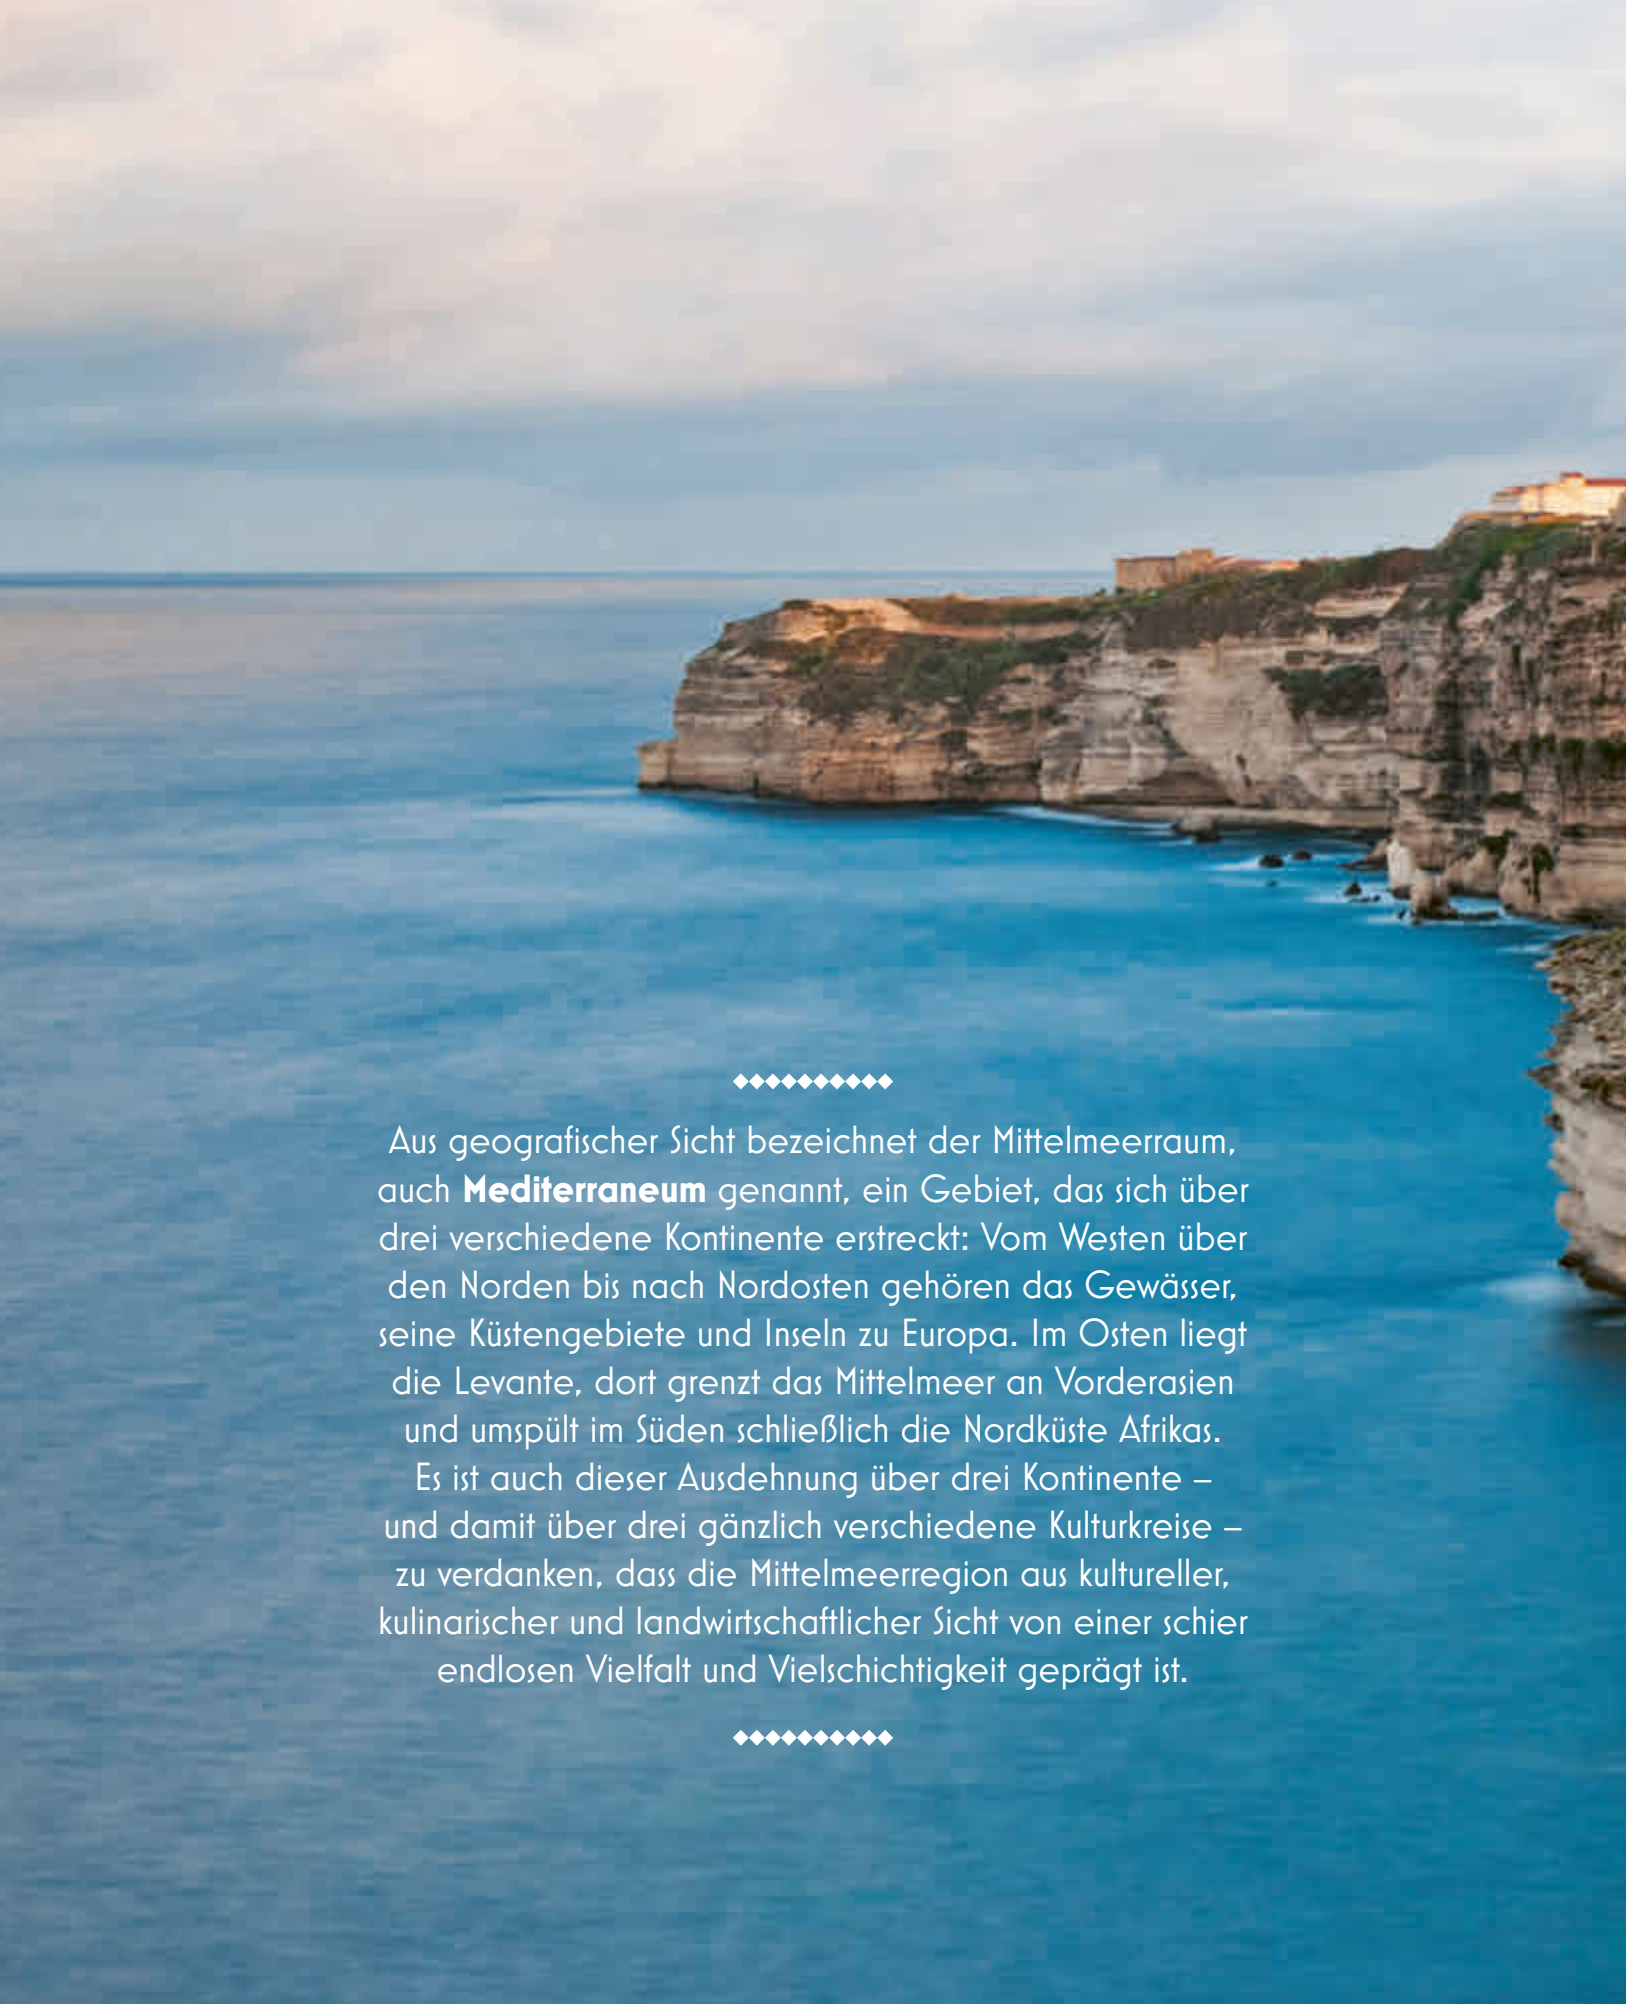 Aus geografischer Sicht bezeichnet der Mittelmeerraum,
auch Mediterraneum genannt, ein Gebiet, das sich über
drei verschiedene Kontinente erstreckt: Vom Westen über
den Norden bis nach Nordosten gehören das Gewässer,
seine Küstengebiete und Inseln zu Europa. Im Osten liegt
die Levante, dort grenzt das Mittelmeer an Vorderasien
und umspült im Süden schließlich die Nordküste Afrikas.
Es ist auch dieser Ausdehnung über drei Kontinente –
und damit über drei gänzlich verschiedene Kulturkreise –
zu verdanken, dass die Mittelmeerregion aus kultureller,
kulinarischer und landwirtschaftlicher Sicht von einer schier
endlosen Vielfalt und Vielschichtigkeit geprägt ist.